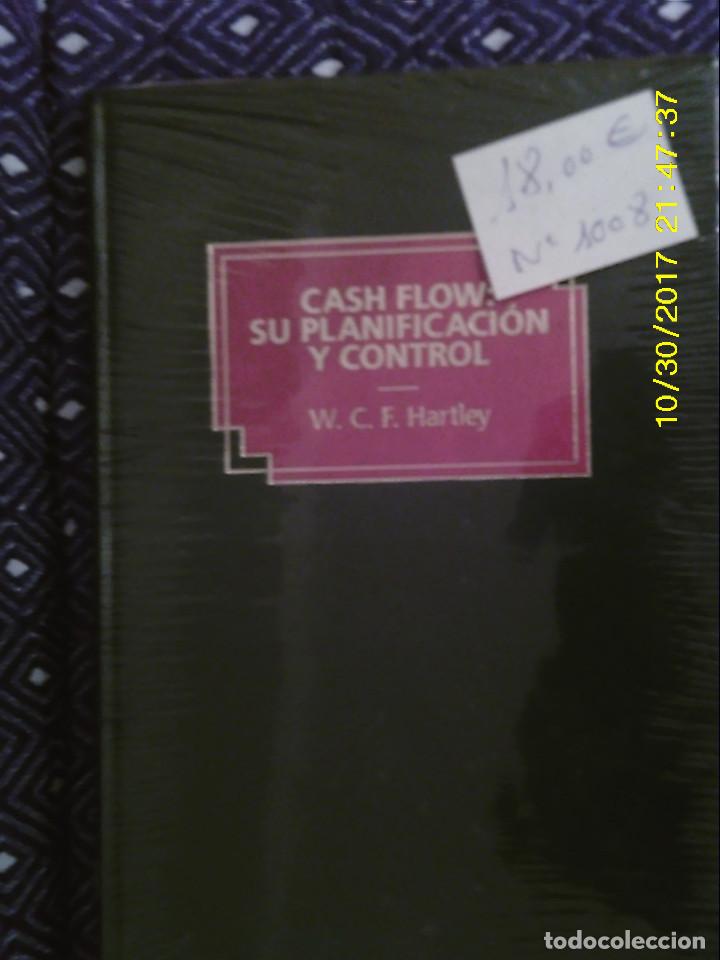 18,00 €
Nº 1008
CASH FLOW:
SU PLANIFICACIÓN
Y CONTROL
W. C. F. Hartley
10/30/2017 21:47:37
todocoleccion